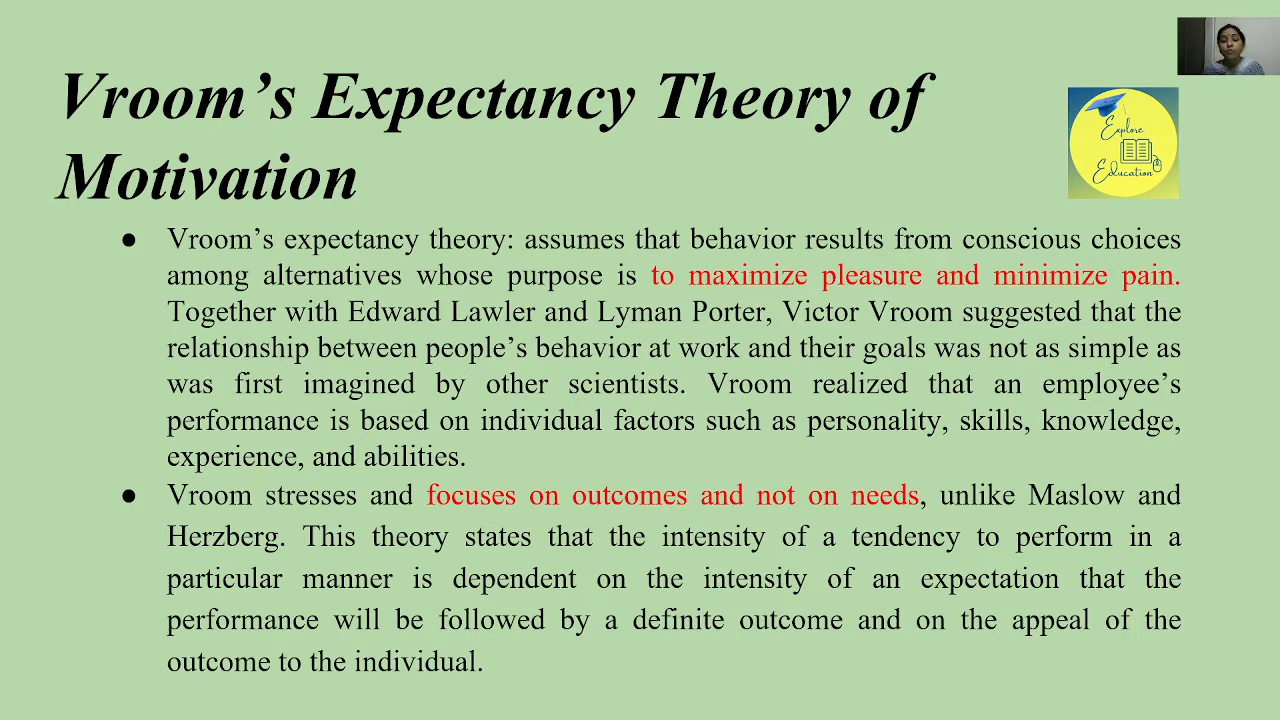 Vroom’s Expectancy Theory of
Motivation
Explore
Education
● Vroom’s expectancy theory: assumes that behavior results from conscious choices
among alternatives whose purpose is to maximize pleasure and minimize pain.
Together with Edward Lawler and Lyman Porter, Victor Vroom suggested that the
relationship between people’s behavior at work and their goals was not as simple as
was first imagined by other scientists. Vroom realized that an employee’s
performance is based on individual factors such as personality, skills, knowledge,
experience, and abilities.
● Vroom stresses and focuses on outcomes and not on needs, unlike Maslow and
Herzberg. This theory states that the intensity of a tendency to perform in a
particular manner is dependent on the intensity of an expectation that the
performance will be followed by a definite outcome and on the appeal of the
outcome to the individual.